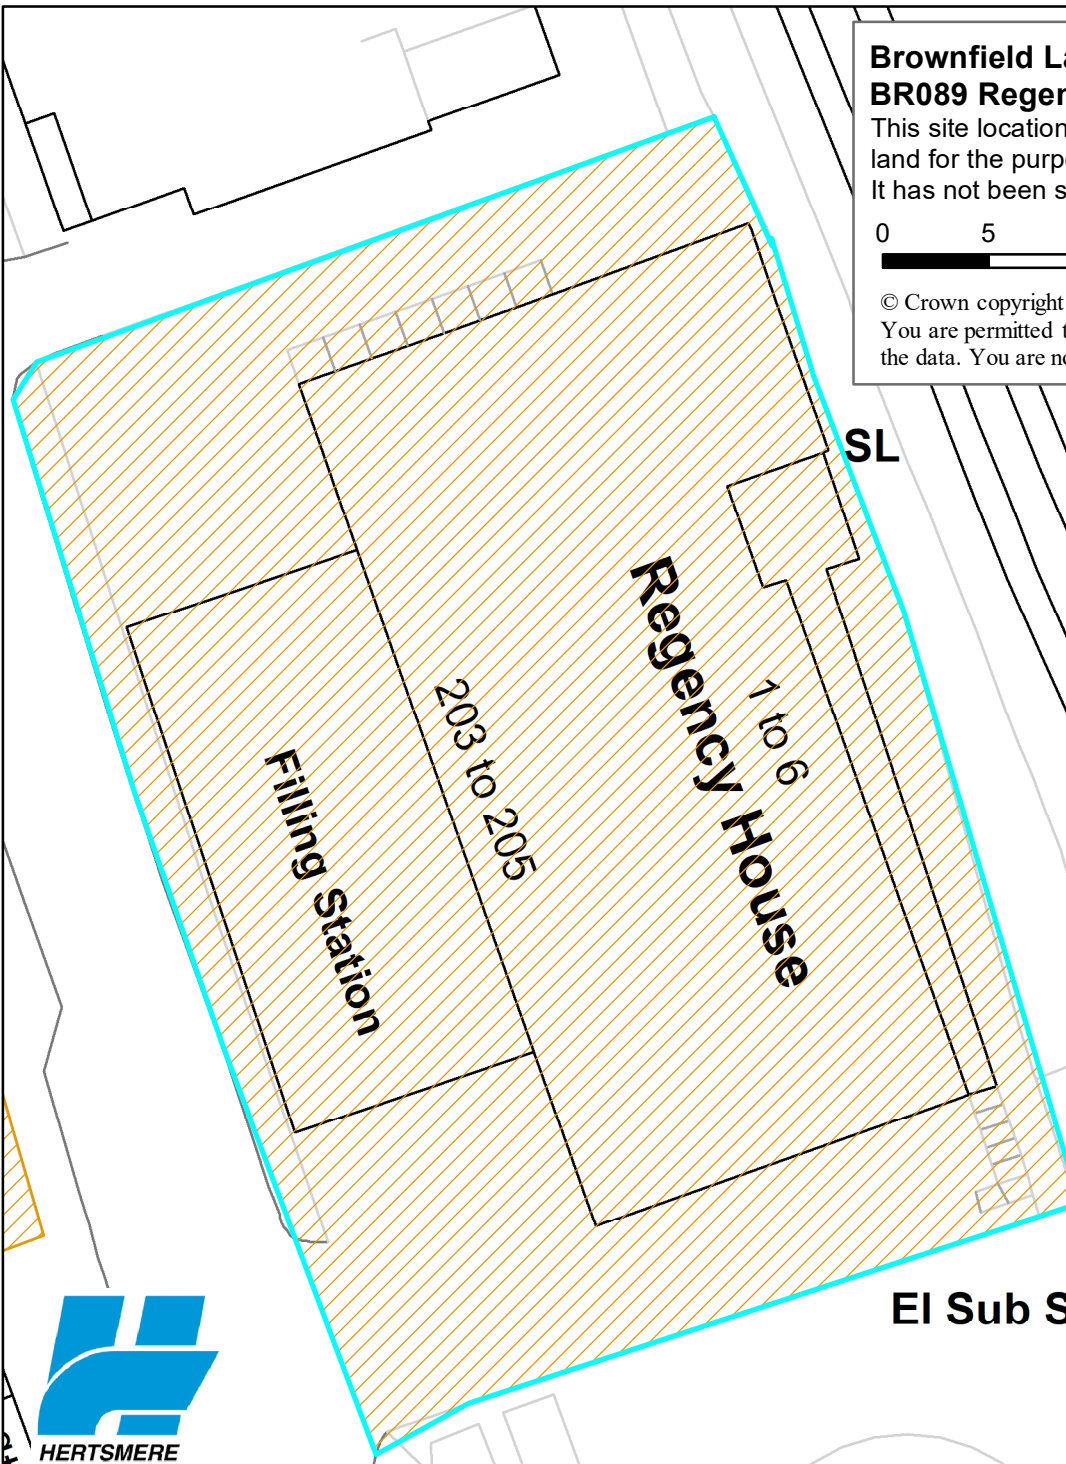 Brownfield La
BR089 Regen
This site location
land for the purp
It has not been s
0 5
© Crown copyright
You are permitted t
the data. You are no
SL
Regency House
1 to 6
203 to 205
Filling Station
El Sub S
HERTSMERE